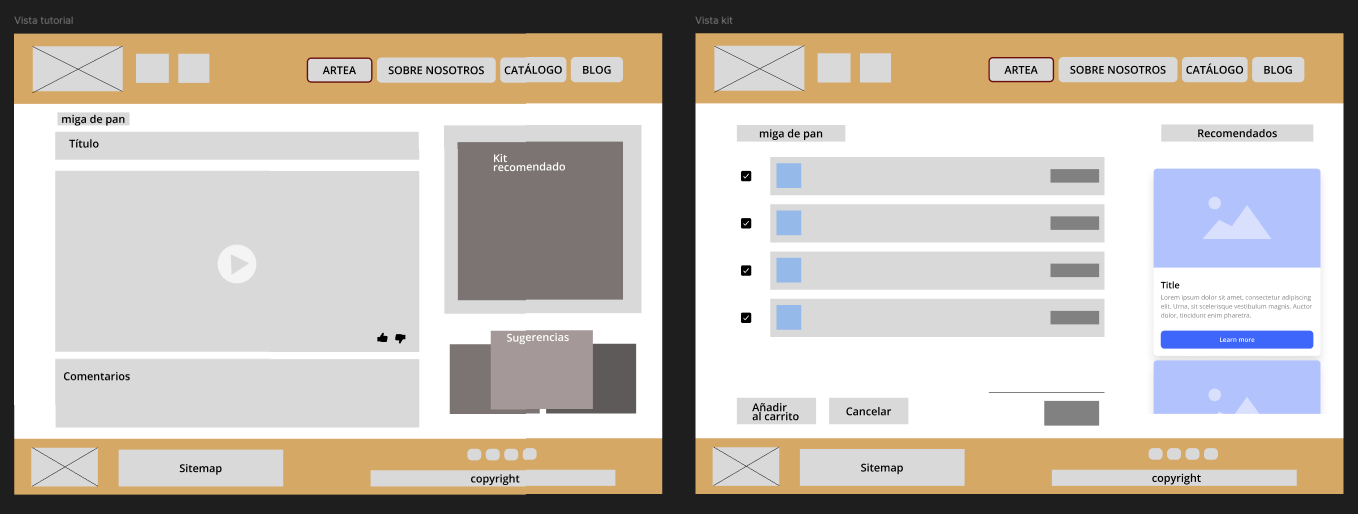 Vista tutorial
ARTEA
SOBRE NOSOTROS
CATÁLOGO
BLOG
miga de pan
Título
Kit
recomendado
Sugerencias
Comentarios
Sitemap
copyright
Vista kit
ARTEA
SOBRE NOSOTROS
CATÁLOGO
BLOG
miga de pan
Recomendados
Title
Lorem ipsum dolor sit amet, consectetur adipiscing
elit. Urna, sit scelerisque vestibulum magnis. Auctor
dolor, tincidunt enim pharetra.
Learn more
Añadir
al carrito
Cancelar
Sitemap
copyright